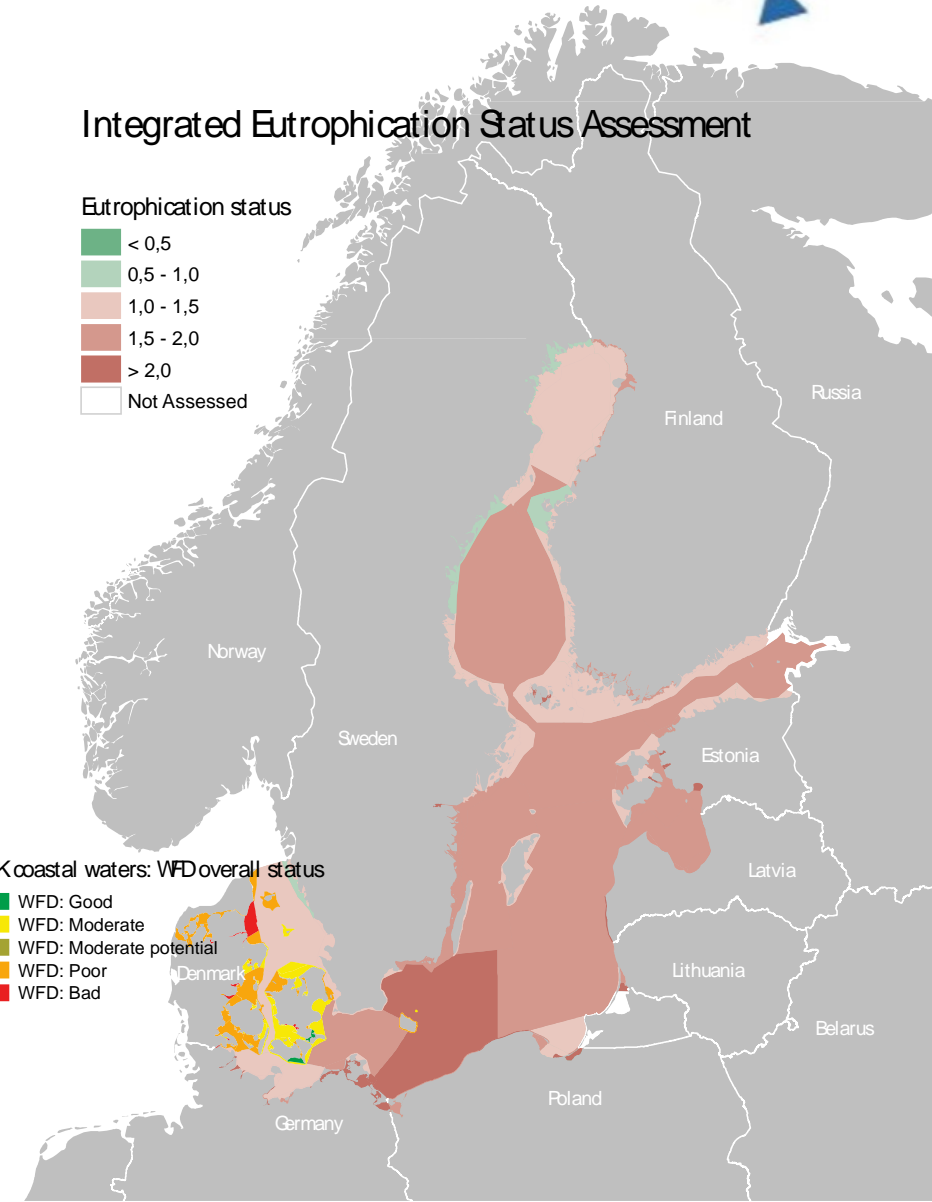 Integrated Eutrophication Status Assessment
Eutrophication status
< 0,5
0,5 - 1,0
1,0 - 1,5
1,5 - 2,0
> 2,0
Not Assessed
Russia
Finland
Norway
Sweden
Estonia
K coastal waters: WFD overall status
Latvia
WFD: Good
WFD: Moderate
WFD: Moderate potential
WFD: Poor
WFD: Bad
Denmark
Lithuania
Belarus
Poland
Germany